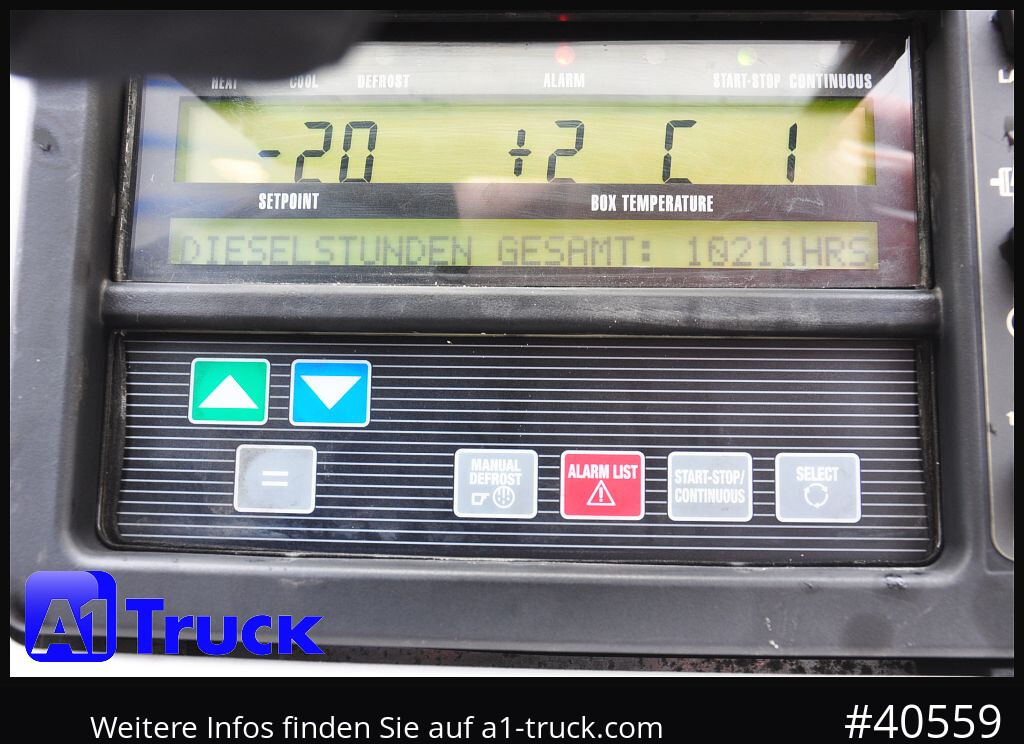 HEAT COOL DEFROST ALARM START-STOP CONTINUOUS
-20 +2 C 1
SETPOINT BOX TEMPERATURE
DIESELSTUNDEN GESAMT: 10211HRS
=
MANUAL DEFROST
ALARM LIST
START-STOP/ CONTINUOUS
SELECT
A1 Truck
Weitere Infos finden Sie auf a1-truck.com
#40559